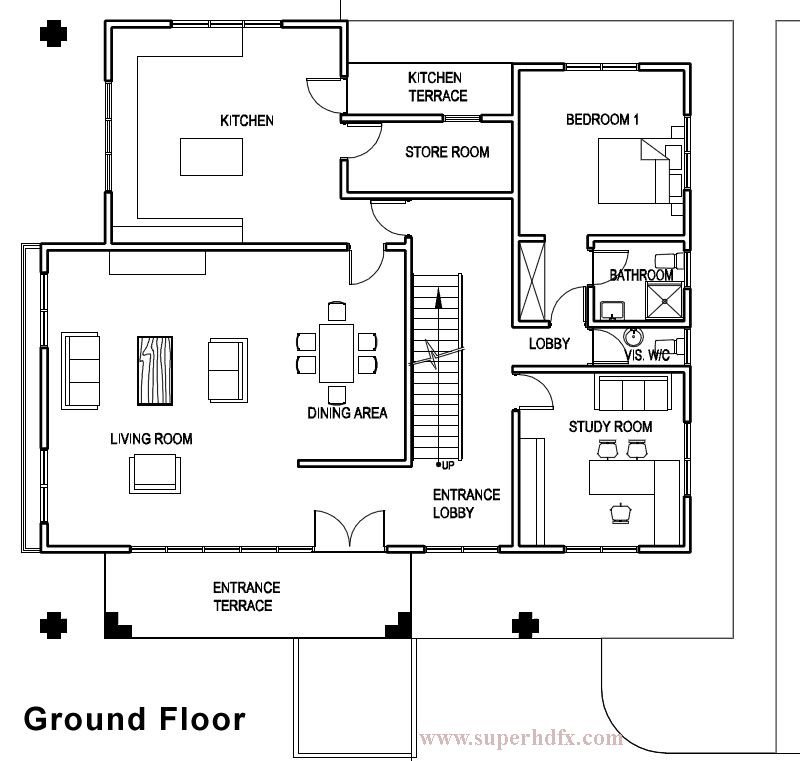 KITCHEN
TERRACE
KITCHEN
BEDROOM 1
STORE ROOM
BATHROOM
LOBBY
VIS. W/C
DINING AREA
STUDY ROOM
LIVING ROOM
UP
ENTRANCE
LOBBY
ENTRANCE
TERRACE
Ground Floor
www.superhdfx.com